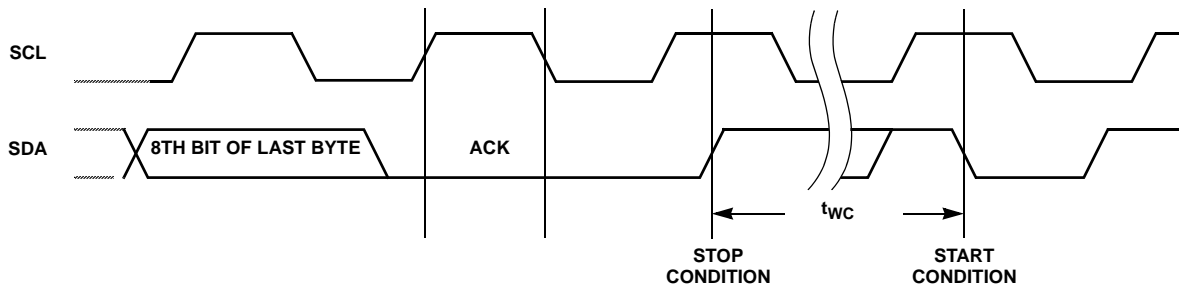 SCL
SDA
8TH BIT OF LAST BYTE
ACK
tWC
STOP
CONDITION
START
CONDITION